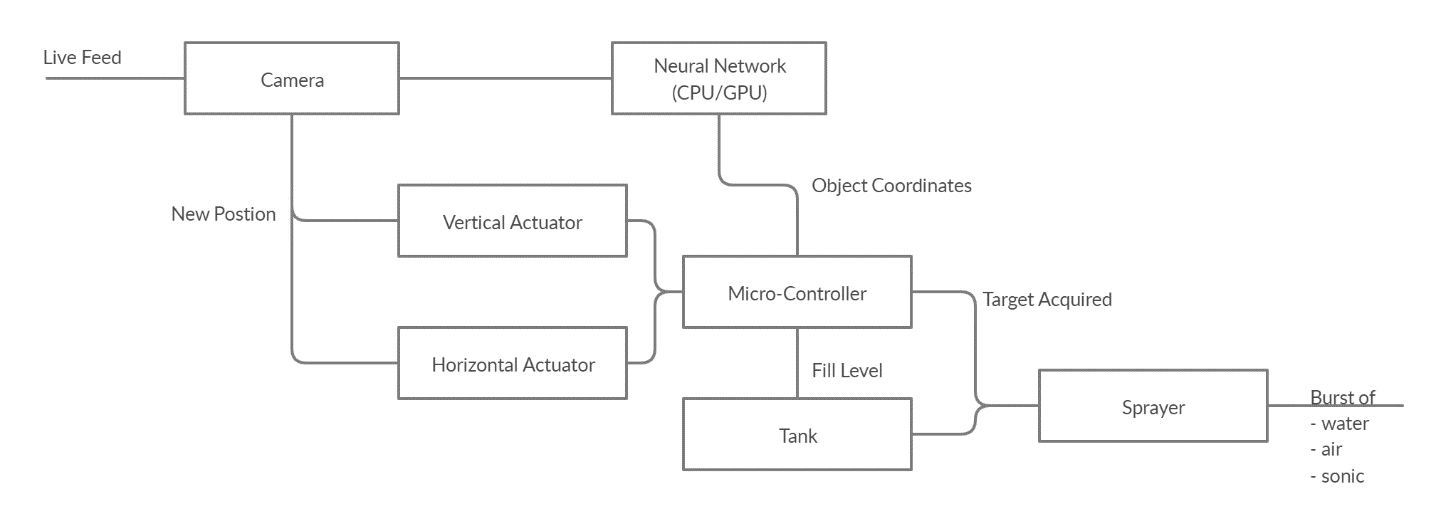 Live Feed
Camera
Neural Network
(CPU/GPU)
Object Coordinates
New Postion
Vertical Actuator
Micro-Controller
Target Acquired
Horizontal Actuator
Fill Level
Tank
Sprayer
Burst of
- water
- air
- sonic